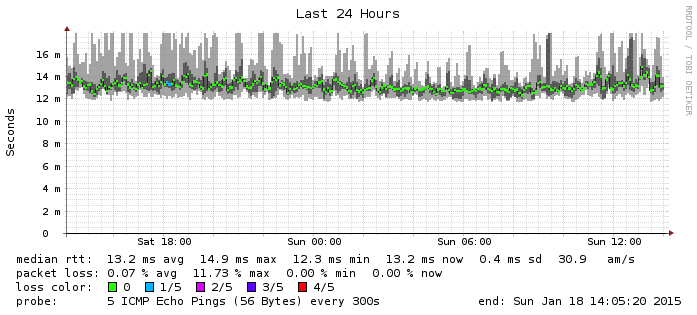 Last 24 Hours
RRDTOOL / TOBI OETIKER
Seconds
16 m
14 m
12 m
10 m
8 m
6 m
4 m
2 m
0
Sat 18:00 Sun 00:00 Sun 06:00 Sun 12:00
median rtt: 13.2 ms avg 14.9 ms max 12.3 ms min 13.2 ms now 0.4 ms sd 30.9 am/s
packet loss: 0.07 % avg 11.73 % max 0.00 % min 0.00 % now
loss color: 0 1/5 2/5 3/5 4/5
probe: 5 ICMP Echo Pings (56 Bytes) every 300s end: Sun Jan 18 14:05:20 2015